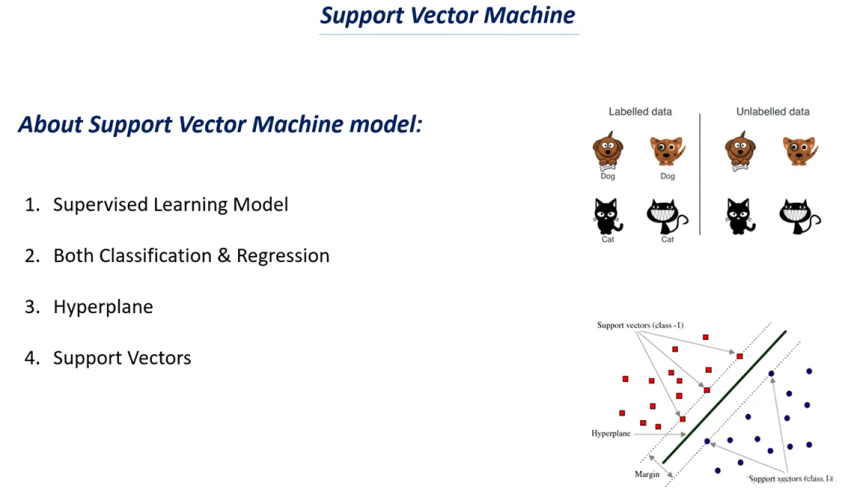 Support Vector Machine
About Support Vector Machine model:
1. Supervised Learning Model
2. Both Classification & Regression
3. Hyperplane
4. Support Vectors
Labelled data
Unlabelled data
Dog
Dog
Cat
Cat
Support vectors (class -1)
Hyperplane
Margin
Support vectors (class 1)